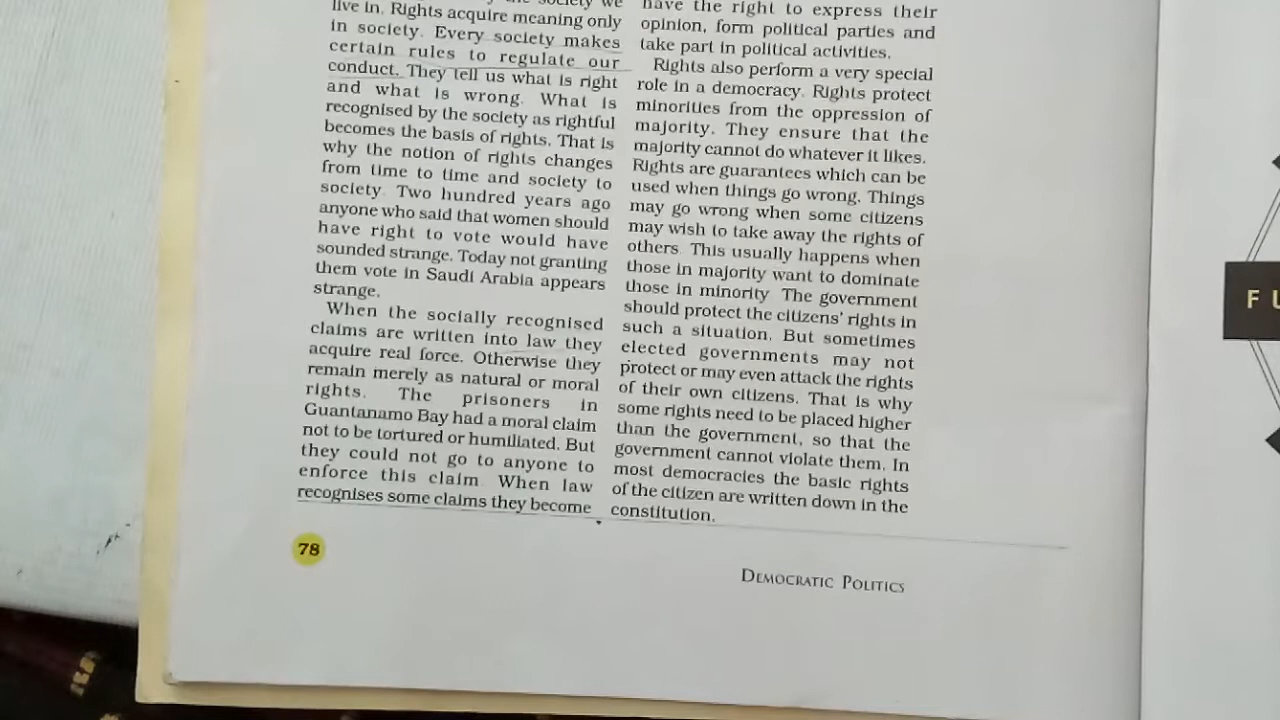 live in. Rights acquire meaning only
in society. Every society makes
certain rules to regulate our
conduct. They tell us what is right
and what is wrong. What is
recognised by the society as rightful
becomes the basis of rights. That is
why the notion of rights changes
from time to time and society to
society. Two hundred years ago
anyone who said that women should
have right to vote would have
sounded strange. Today not granting
them vote in Saudi Arabia appears
strange.
When the socially recognised
claims are written into law they
acquire real force. Otherwise they
remain merely as natural or moral
rights. The prisoners in
Guantanamo Bay had a moral claim
not to be tortured or humiliated. But
they could not go to anyone to
enforce this claim. When law
recognises some claims they become
have the right to express their
opinion, form political parties and
take part in political activities.
Rights also perform a very special
role in a democracy. Rights protect
minorities from the oppression of
majority. They ensure that the
majority cannot do whatever it likes.
Rights are guarantees which can be
used when things go wrong. Things
may go wrong when some citizens
may wish to take away the rights of
others. This usually happens when
those in majority want to dominate
those in minority. The government
should protect the citizens' rights in
such a situation. But sometimes
elected governments may not
protect or may even attack the rights
of their own citizens. That is why
some rights need to be placed higher
than the government, so that the
government cannot violate them. In
most democracies the basic rights
of the citizen are written down in the
constitution.
78
DEMOCRATIC POLITICS